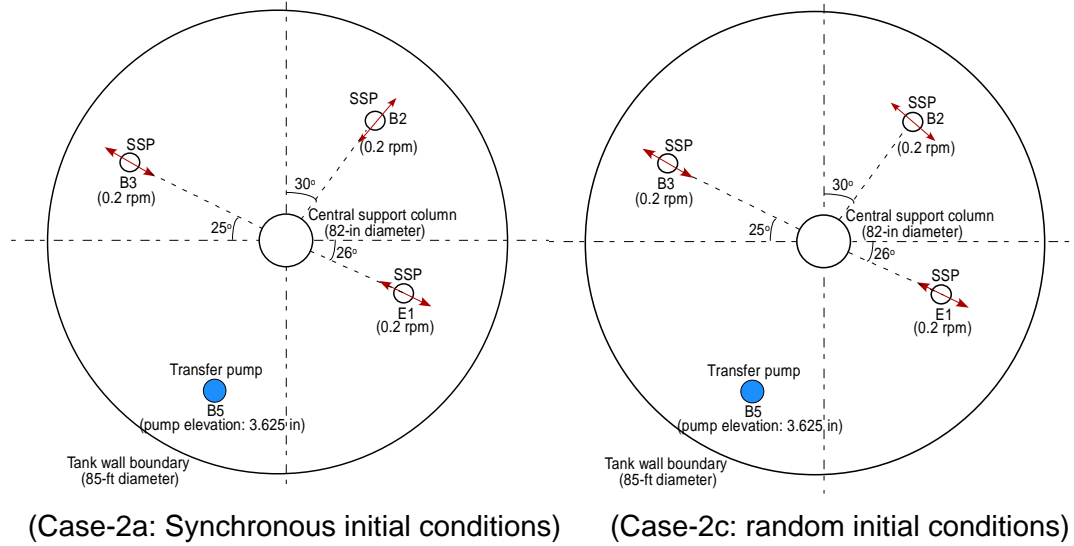 SSP
B2
(0.2 rpm)
SSP
B3
(0.2 rpm)
30°
25°
Central support column
(82-in diameter)
26°
SSP
E1
(0.2 rpm)
Transfer pump
B5
(pump elevation: 3.625 in)
Tank wall boundary
(85-ft diameter)
(Case-2a: Synchronous initial conditions)
SSP
B2
(0.2 rpm)
SSP
B3
(0.2 rpm)
30°
25°
Central support column
(82-in diameter)
26°
SSP
E1
(0.2 rpm)
Transfer pump
B5
(pump elevation: 3.625 in)
Tank wall boundary
(85-ft diameter)
(Case-2c: random initial conditions)